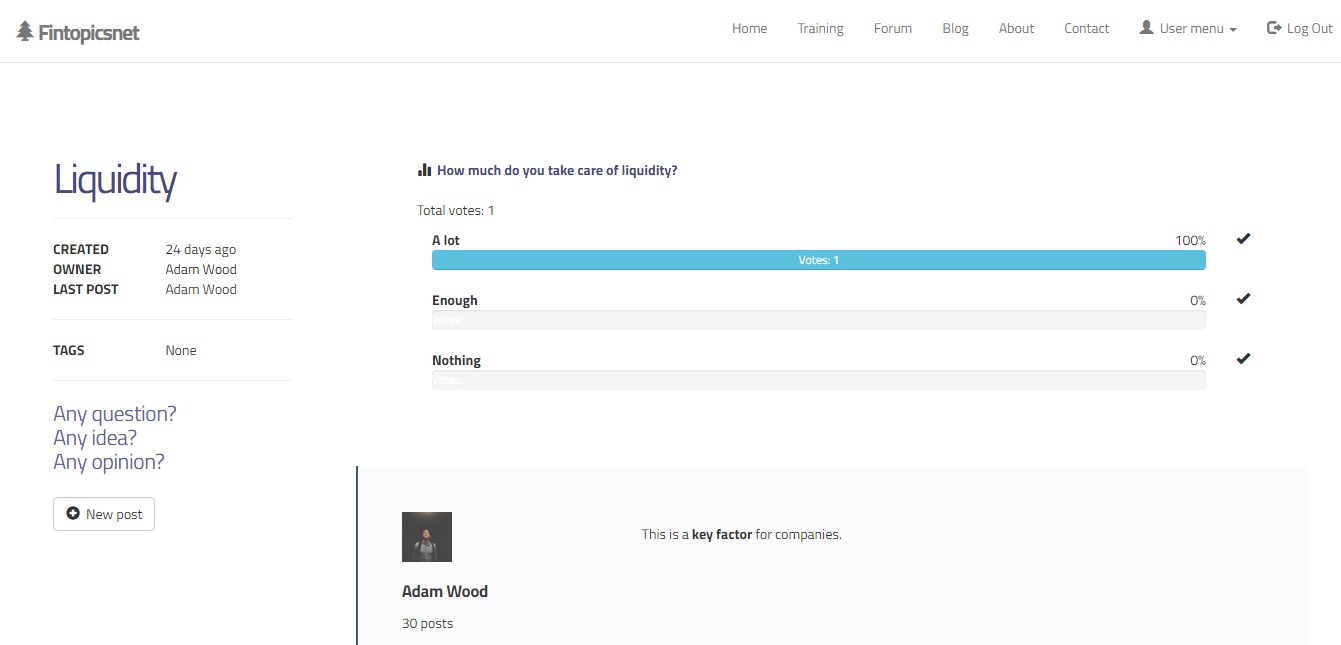 Fintopicsnet
Home Training Forum Blog About Contact User menu Log Out
Liquidity
CREATED 24 days ago
OWNER Adam Wood
LAST POST Adam Wood
TAGS None
Any question?
Any idea?
Any opinion?
New post
How much do you take care of liquidity?
Total votes: 1
A lot 100%
Votes: 1
Enough 0%
Votes:
Nothing 0%
Votes:
This is a key factor for companies.
Adam Wood
30 posts